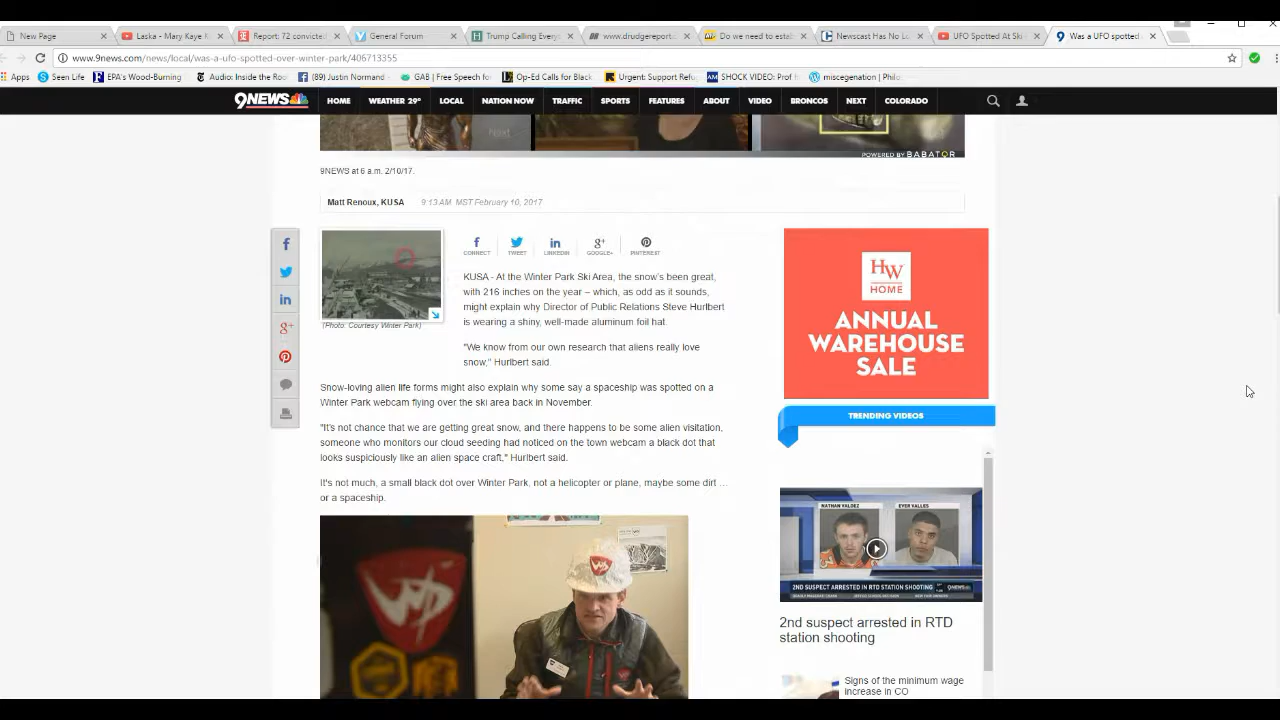 New Page
Laska - Mary Kaye K
Report: 72 convicted
General Forum
Trump Calling Everyo
www.drudgerepor
Do we need to estab
Newscast Has No Lo
UFO Spotted At Ski
Was a UFO spotted
www.9news.com/news/local/was-a-ufo-spotted-over-winter-park/406713355
Apps
Seen Life
EPA's Wood-Burning
Audio: Inside the Roo
(89) Justin Normand
GAB | Free Speech fo
Op-Ed Calls for Black
Urgent: Support Refu
SHOCK VIDEO: Prof h
miscegenation | Philo
9NEWS
HOME
WEATHER 29°
LOCAL
NATION NOW
TRAFFIC
SPORTS
FEATURES
ABOUT
VIDEO
BRONCOS
NEXT
COLORADO
Next
POWERED BY BABATOR
9NEWS at 6 a.m. 2/10/17.
Matt Renoux, KUSA
9:13 AM. MST February 10, 2017
CONNECT
TWEET
LINKEDIN
GOOGLE+
PINTEREST
(Photo: Courtesy Winter Park)
KUSA - At the Winter Park Ski Area, the snow's been great,
with 216 inches on the year – which, as odd as it sounds,
might explain why Director of Public Relations Steve Hurlbert
is wearing a shiny, well-made aluminum foil hat.
"We know from our own research that aliens really love
snow," Hurlbert said.
Snow-loving alien life forms might also explain why some say a spaceship was spotted on a
Winter Park webcam flying over the ski area back in November.
"It's not chance that we are getting great snow, and there happens to be some alien visitation,
someone who monitors our cloud seeding had noticed on the town webcam a black dot that
looks suspiciously like an alien space craft," Hurlbert said.
It's not much, a small black dot over Winter Park, not a helicopter or plane, maybe some dirt ...
or a spaceship.
HW
HOME
ANNUAL
WAREHOUSE
SALE
TRENDING VIDEOS
NATHAN VALDEZ
EVER VALLES
2ND SUSPECT ARRESTED IN RTD STATION SHOOTING
9NEWS.COM
2nd suspect arrested in RTD
station shooting
Signs of the minimum wage
increase in CO